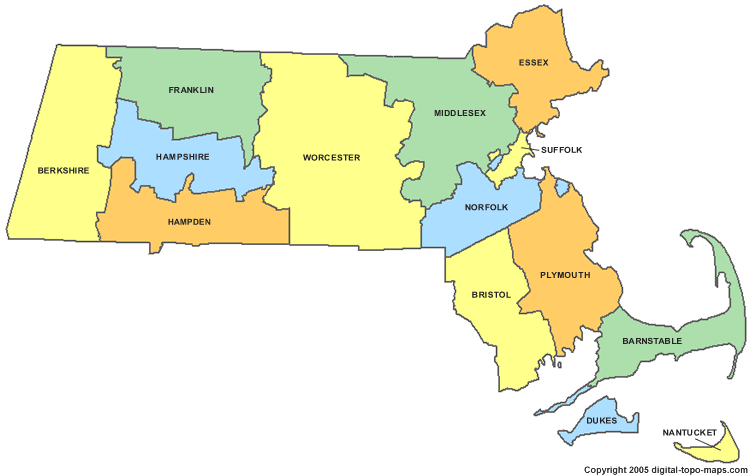 ESSEX
FRANKLIN
MIDDLESEX
SUFFOLK
HAMPSHIRE
WORCESTER
BERKSHIRE
NORFOLK
HAMPDEN
PLYMOUTH
BRISTOL
BARNSTABLE
DUKES
NANTUCKET
Copyright 2005 digital-topo-maps.com